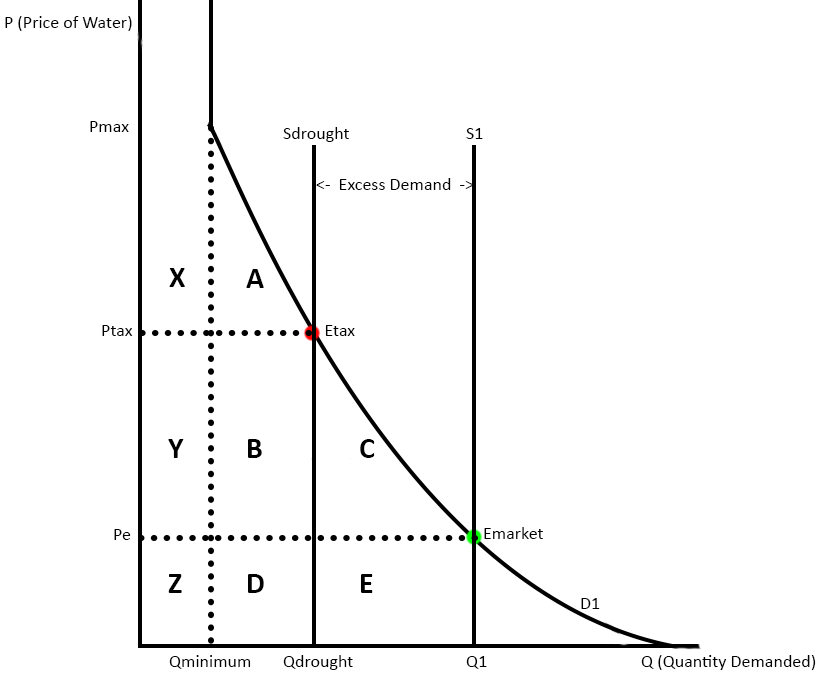 P (Price of Water)
Pmax
Sdrought
S1
<- Excess Demand ->
X
A
Ptax
Etax
Y
B
C
Pe
Emarket
Z
D
E
D1
Qminimum
Qdrought
Q1
Q (Quantity Demanded)